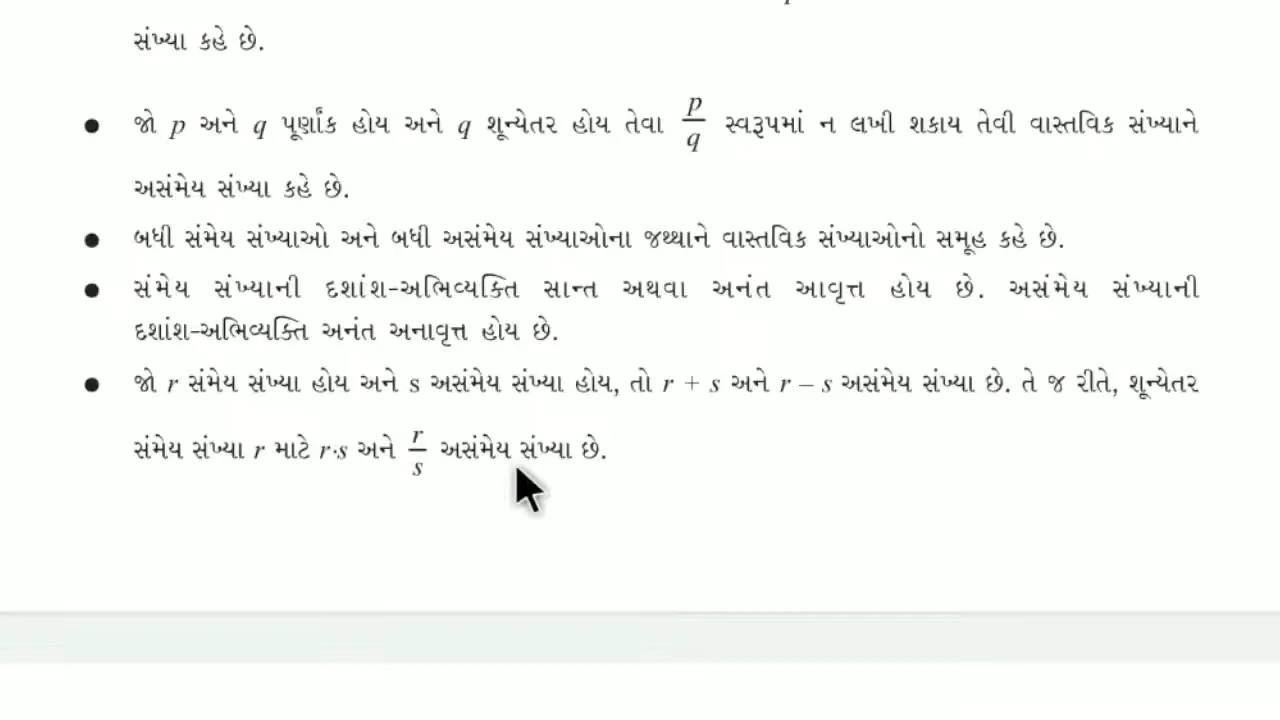 સંખ્યા કહે છે.
● જો p અને q પૂર્ણાંક હોય અને q શૂન્યેતર હોય તેવા p/q સ્વરૂપમાં ન લખી શકાય તેવી વાસ્તવિક સંખ્યાને
અસંમેય સંખ્યા કહે છે.
● બધી સંમેય સંખ્યાઓ અને બધી અસંમેય સંખ્યાઓના જથ્થાને વાસ્તવિક સંખ્યાઓનો સમૂહ કહે છે.
● સંમેય સંખ્યાની દશાંશ-અભિવ્યક્તિ સાન્ત અથવા અનંત આવૃત્ત હોય છે. અસંમેય સંખ્યાની
દશાંશ-અભિવ્યક્તિ અનંત અનાવૃત્ત હોય છે.
● જો r સંમેય સંખ્યા હોય અને s અસંમેય સંખ્યા હોય, તો r + s અને r – s અસંમેય સંખ્યા છે. તે જ રીતે, શૂન્યેતર
સંમેય સંખ્યા r માટે r·s અને r/s અસંમેય સંખ્યા છે.